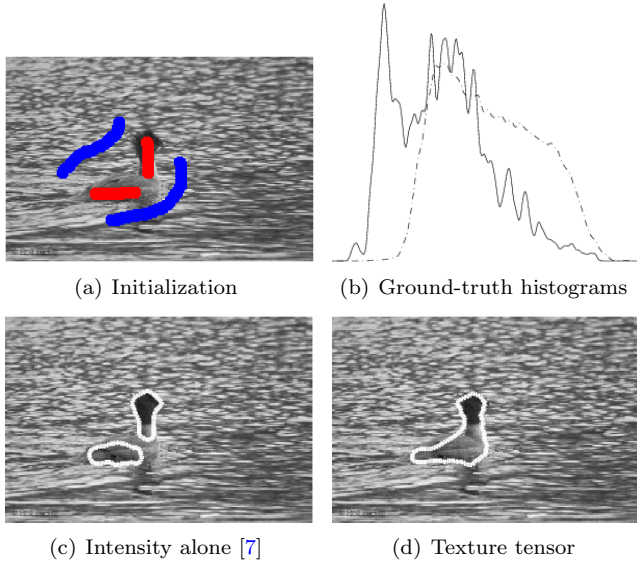 (a) Initialization
(b) Ground-truth histograms
(c) Intensity alone [7]
(d) Texture tensor